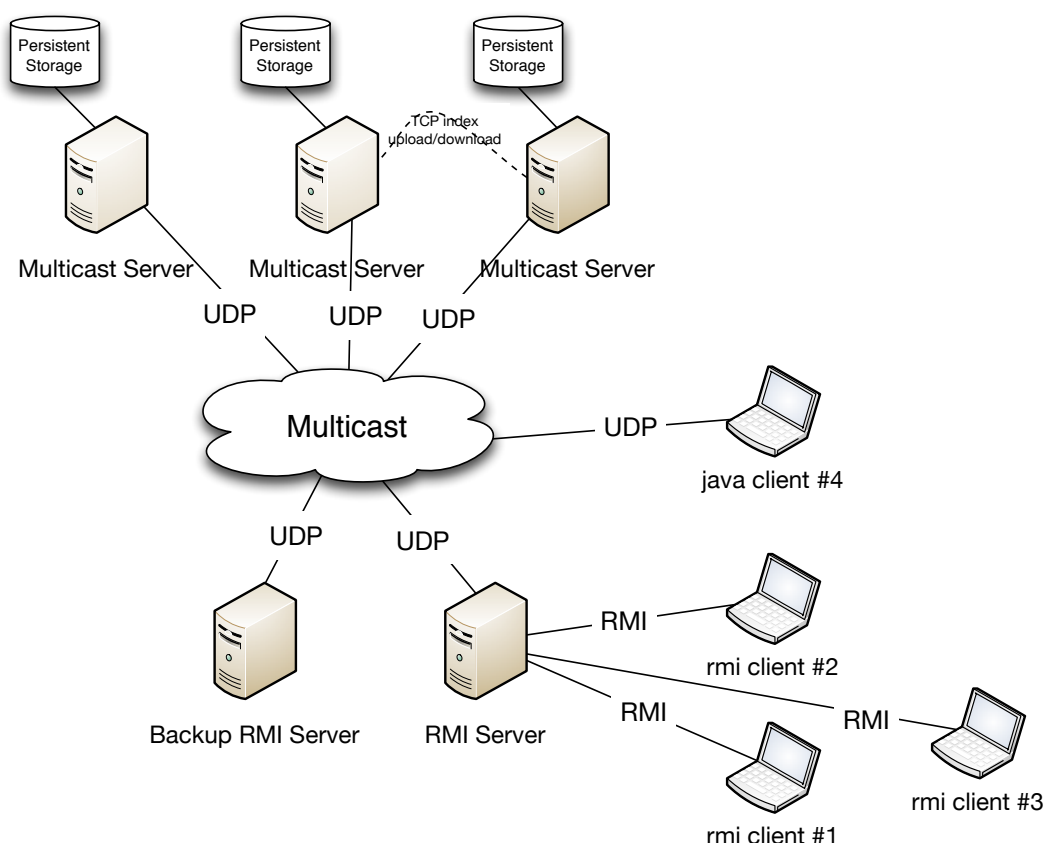 Persistent
Storage
Persistent
Storage
Persistent
Storage
TCP index
upload/download
Multicast Server
Multicast Server
Multicast Server
UDP
UDP
UDP
Multicast
UDP
java client #4
UDP
UDP
RMI
rmi client #2
Backup RMI Server
RMI Server
RMI
RMI
rmi client #3
rmi client #1